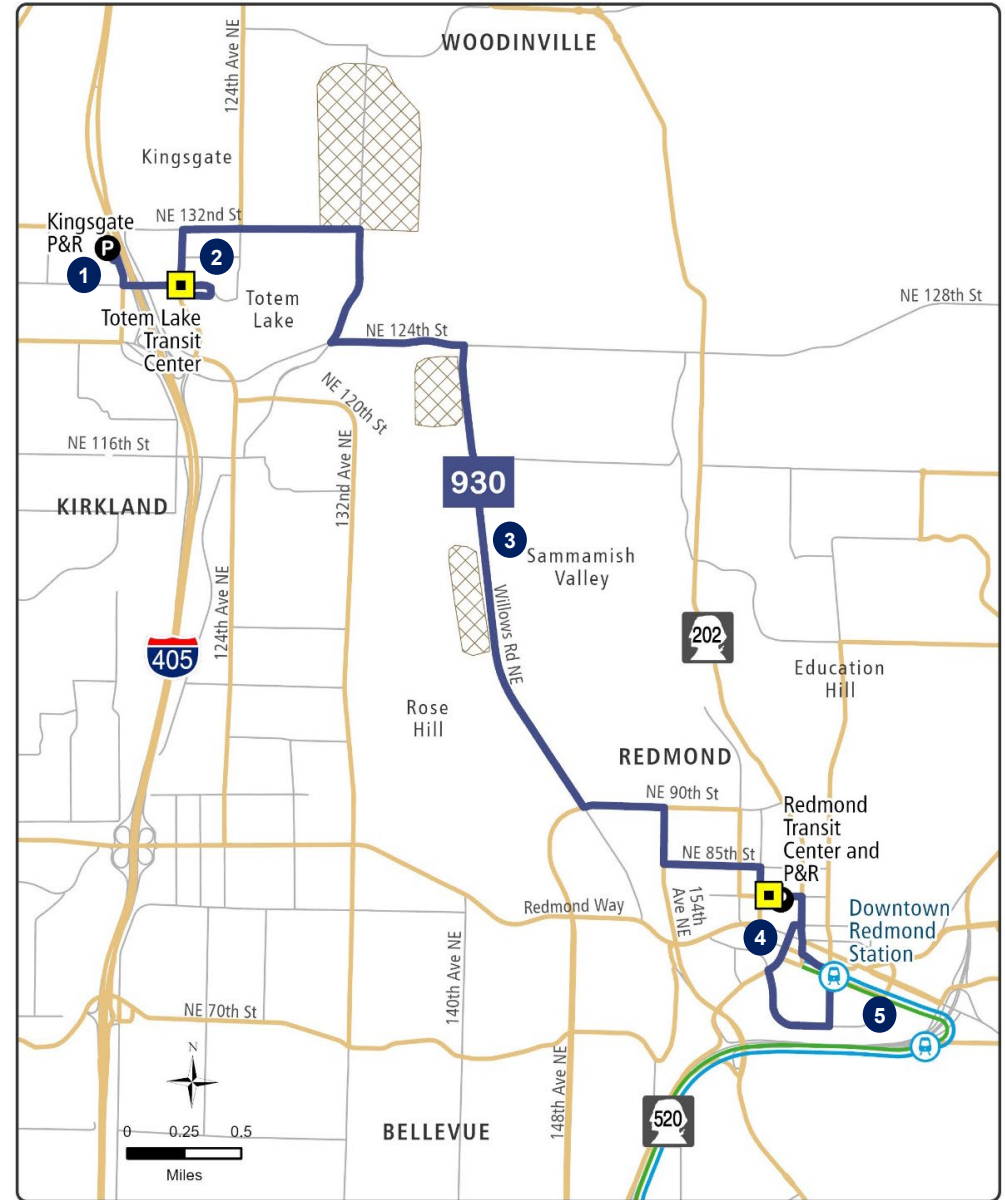 WOODINVILLE
124th Ave NE
Kingsgate
NE 132nd St
Kingsgate
P&R
P
1
2
Totem
Lake
Totem Lake
Transit
Center
NE 128th St
NE 124th St
NE 120th St
NE 116th St
132nd Ave NE
KIRKLAND
930
3
Sammamish
Valley
Willows Rd NE
124th Ave NE
405
202
Education
Hill
Rose
Hill
REDMOND
NE 90th St
Redmond
Transit
Center and
P&R
NE 85th St
154th
Ave NE
Redmond Way
4
Downtown
Redmond
Station
5
140th Ave NE
NE 70th St
148th Ave NE
N
520
BELLEVUE
0 0.25 0.5
Miles